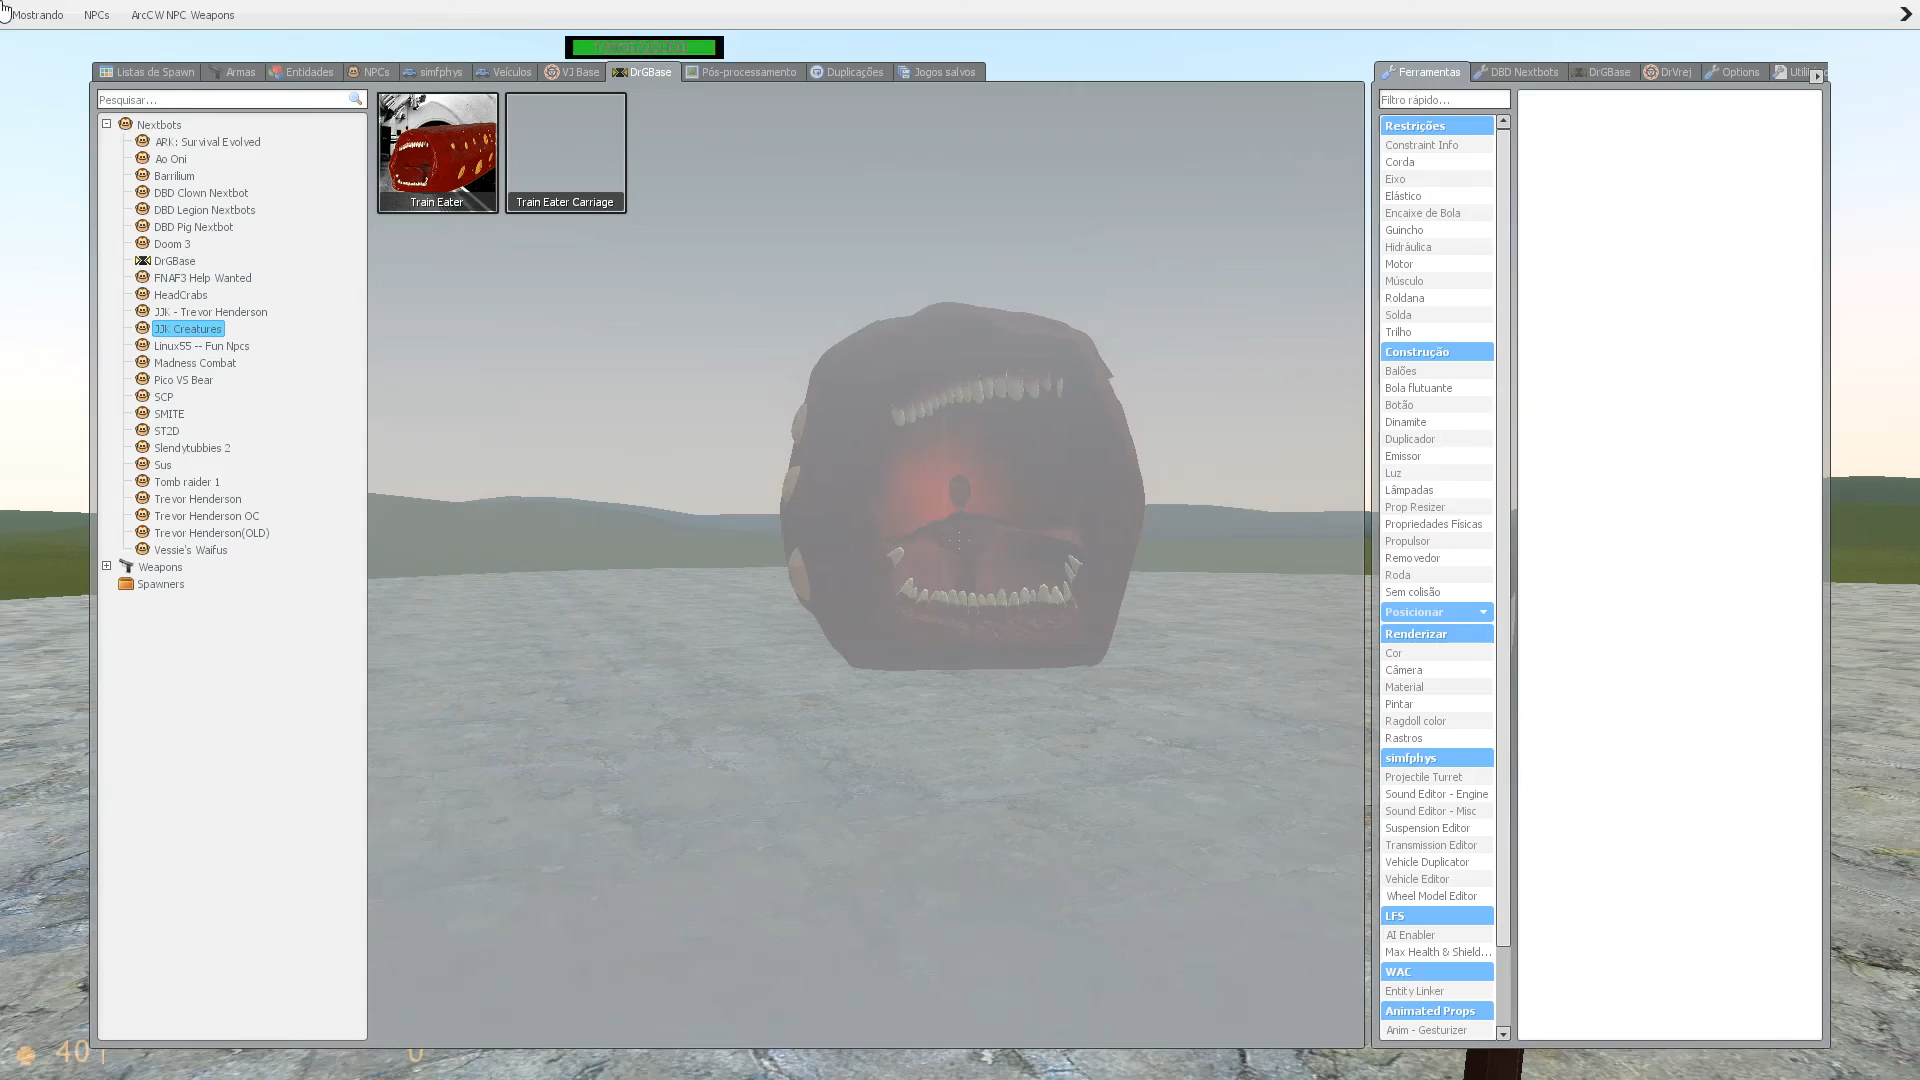 Mostrando NPCs ArcCW NPC Weapons
Listas de Spawn Armas Entidades NPCs simfphys Veículos VJ Base DrGBase Pós-processamento Duplicações Jogos salvos
Pesquisar...
Nextbots
ARK: Survival Evolved
Ao Oni
Barrilium
DBD Clown Nextbot
DBD Legion Nextbots
DBD Pig Nextbot
Doom 3
DrGBase
FNAF3 Help Wanted
HeadCrabs
JJK - Trevor Henderson
JJK Creatures
Linux55 -- Fun Npcs
Madness Combat
Pico VS Bear
SCP
SMITE
ST2D
Slendytubbies 2
Sus
Tomb raider 1
Trevor Henderson
Trevor Henderson OC
Trevor Henderson(OLD)
Vessie's Waifus
Weapons
Spawners
Train Eater
Train Eater Carriage
Ferramentas DBD Nextbots DrGBase DrVrej Options
Filtro rápido...
Restrições
Constraint Info
Corda
Eixo
Elástico
Encaixe de Bola
Guincho
Hidráulica
Motor
Músculo
Roldana
Solda
Trilho
Construção
Balões
Bola flutuante
Botão
Dinamite
Duplicador
Emissor
Luz
Lâmpadas
Prop Resizer
Propriedades Físicas
Propulsor
Removedor
Roda
Sem colisão
Posicionar
Renderizar
Cor
Câmera
Material
Pintar
Ragdoll color
Rastros
simfphys
Projectile Turret
Sound Editor - Engine
Sound Editor - Misc
Suspension Editor
Transmission Editor
Vehicle Duplicator
Vehicle Editor
Wheel Model Editor
LFS
AI Enabler
Max Health & Shield...
WAC
Entity Linker
Animated Props
Anim - Gesturizer
40
0